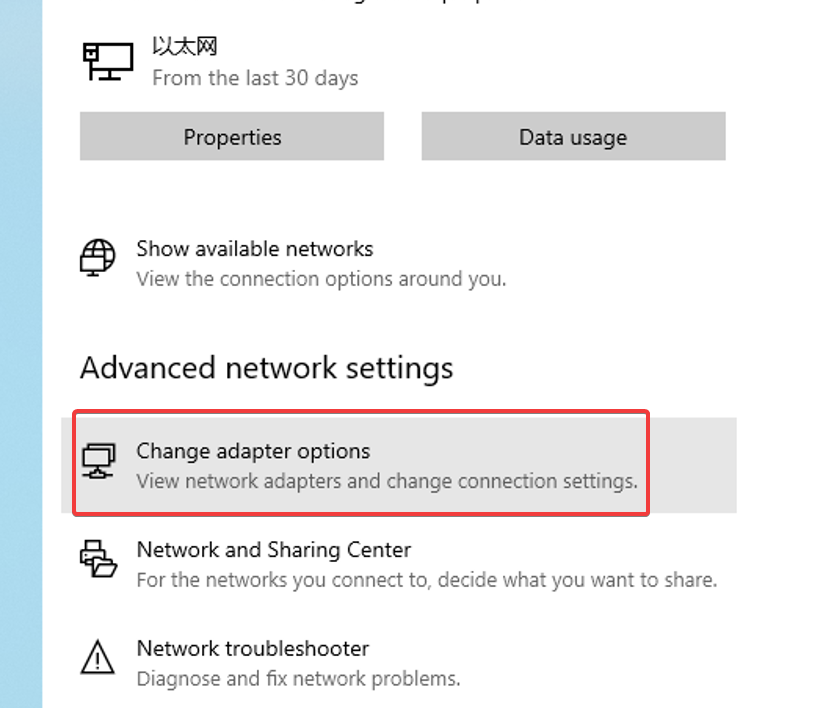 以太网
From the last 30 days
Properties
Data usage
Show available networks
View the connection options around you.
Advanced network settings
Change adapter options
View network adapters and change connection settings.
Network and Sharing Center
For the networks you connect to, decide what you want to share.
Network troubleshooter
Diagnose and fix network problems.